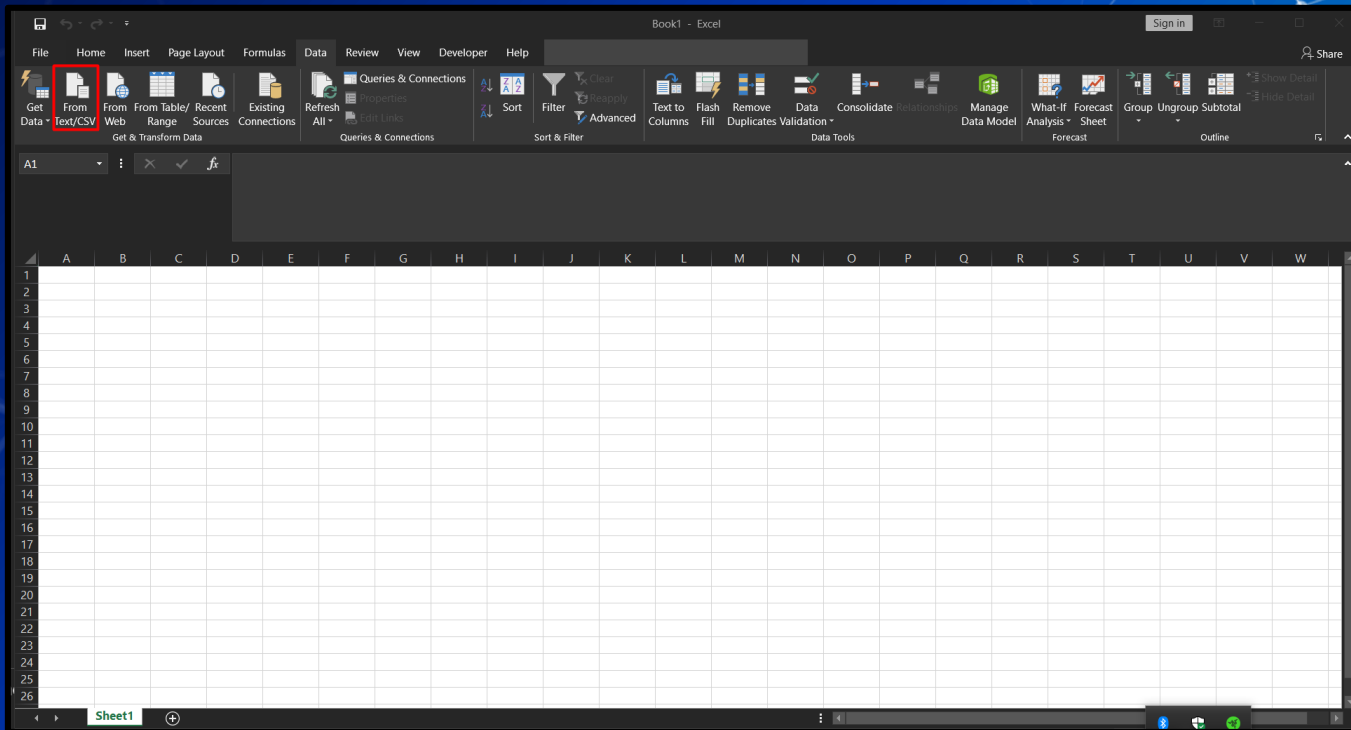 Book1 - Excel
Sign in
File Home Insert Page Layout Formulas Data Review View Developer Help
Share
Get Data
From Text/CSV
From Web
From Table/ Range
Recent Sources
Existing Connections
Get & Transform Data
Refresh All
Queries & Connections
Properties
Edit Links
Queries & Connections
Sort
Filter
Clear
Reapply
Advanced
Sort & Filter
Text to Columns
Flash Fill
Remove Duplicates
Data Validation
Consolidate
Relationships
Manage Data Model
Data Tools
What-If Analysis
Forecast Sheet
Forecast
Group
Ungroup
Subtotal
Show Detail
Hide Detail
Outline
A1
fx
A B C D E F G H I J K L M N O P Q R S T U V W
1
2
3
4
5
6
7
8
9
10
11
12
13
14
15
16
17
18
19
20
21
22
23
24
25
26
Sheet1